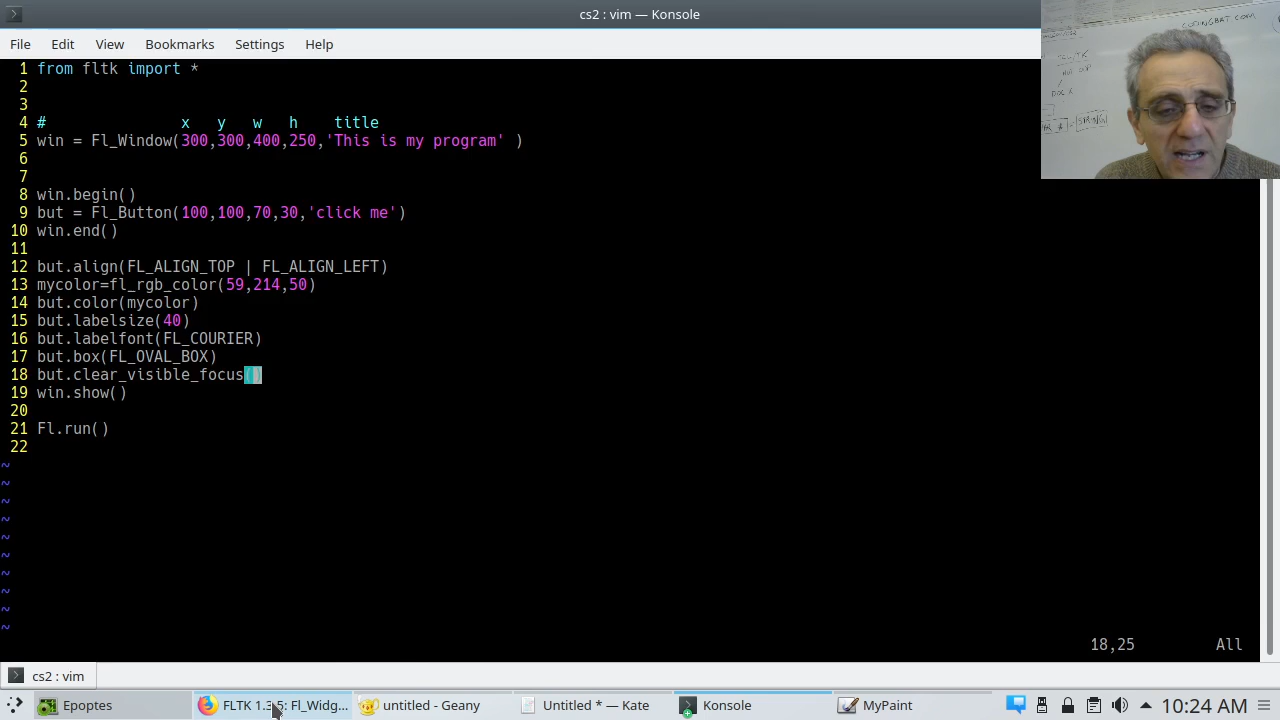 cs2 : vim — Konsole
File Edit View Bookmarks Settings Help
CODINGBAT.COM
1 from fltk import *
2
3
4 # x y w h title
5 win = Fl_Window(300,300,400,250,'This is my program' )
6
7
8 win.begin()
9 but = Fl_Button(100,100,70,30,'click me')
10 win.end()
11
12 but.align(FL_ALIGN_TOP | FL_ALIGN_LEFT)
13 mycolor=fl_rgb_color(59,214,50)
14 but.color(mycolor)
15 but.labelsize(40)
16 but.labelfont(FL_COURIER)
17 but.box(FL_OVAL_BOX)
18 but.clear_visible_focus()
19 win.show()
20
21 Fl.run()
22
~
~
~
~
~
~
~
~
~
~
18,25 All
cs2 : vim
Epoptes FLTK 1.3.5: Fl_Widg... untitled - Geany Untitled * — Kate Konsole MyPaint 10:24 AM